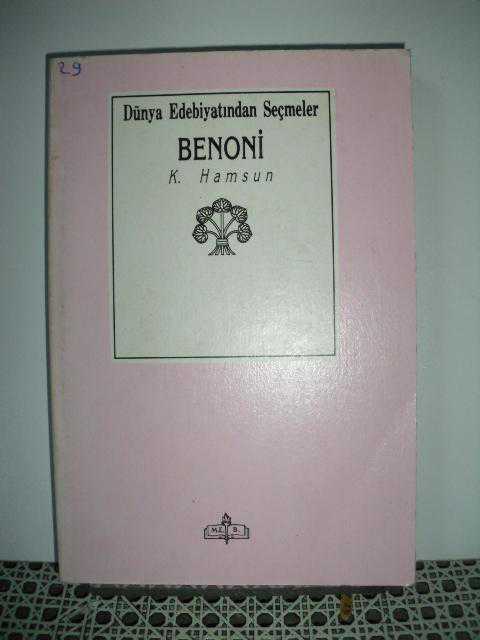 29
Dünya Edebiyatından Seçmeler
BENONİ
K. Hamsun
M.E. B.